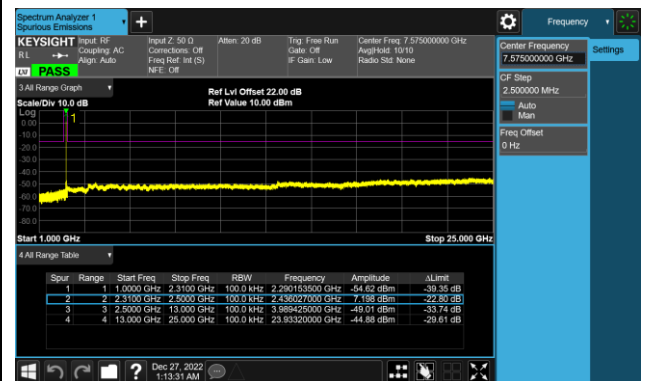 Spectrum Analyzer 1
Spurious Emissions
Frequency
KEYSIGHT Input: RF Input Z: 50 Ω Atten: 20 dB Trig: Free Run Center Freq: 7.575000000 GHz
RL Coupling: AC Corrections: Off Gate: Off Avg|Hold: 10/10
Align: Auto Freq Ref: Int (S) IF Gain: Low Radio Std: None
LXI PASS NFE: Off
Center Frequency
7.575000000 GHz
Settings
CF Step
2.500000 MHz
Auto
Man
Freq Offset
0 Hz
3 All Range Graph
Ref Lvl Offset 22.00 dB
Scale/Div 10.0 dB Ref Value 10.00 dBm
Log
1
0.00
-10.0
-20.0
-30.0
-40.0
-50.0
-60.0
-70.0
-80.0
Start 1.000 GHz Stop 25.000 GHz
4 All Range Table
Spur Range Start Freq Stop Freq RBW Frequency Amplitude ΔLimit
1 1 1.0000 GHz 2.3100 GHz 100.0 kHz 2.290153500 GHz -54.62 dBm -39.35 dB
2 2 2.3100 GHz 2.5000 GHz 100.0 kHz 2.436027000 GHz 7.198 dBm -22.80 dB
3 3 2.5000 GHz 13.000 GHz 100.0 kHz 3.989425000 GHz -49.01 dBm -33.74 dB
4 4 13.000 GHz 25.000 GHz 100.0 kHz 23.93320000 GHz -44.88 dBm -29.61 dB
Dec 27, 2022
1:13:31 AM